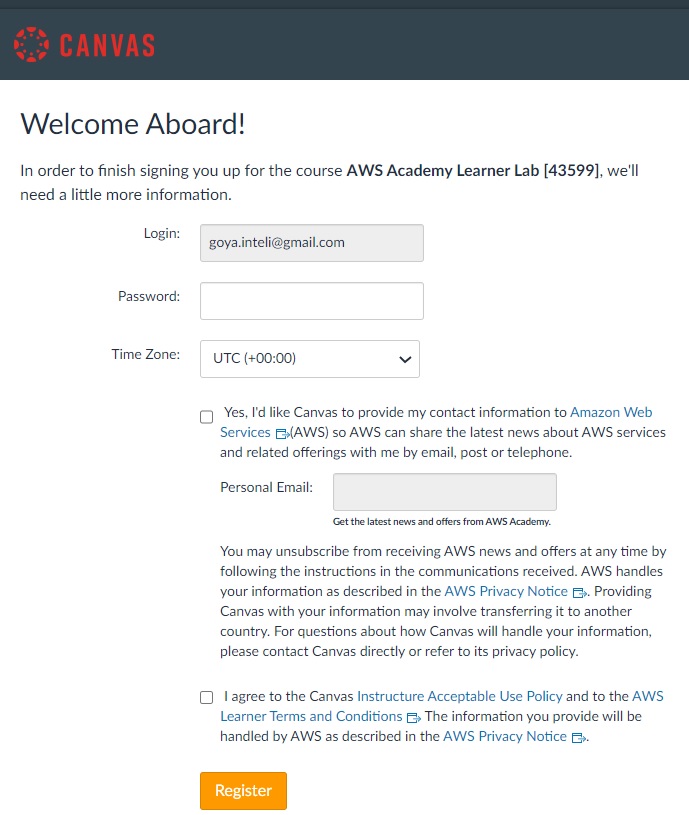 CANVAS
Welcome Aboard!
In order to finish signing you up for the course AWS Academy Learner Lab [43599], we'll
need a little more information.
Login:
goya.inteli@gmail.com
Password:
Time Zone:
UTC (+00:00)
Yes, I'd like Canvas to provide my contact information to Amazon Web
Services (AWS) so AWS can share the latest news about AWS services
and related offerings with me by email, post or telephone.
Personal Email:
Get the latest news and offers from AWS Academy.
You may unsubscribe from receiving AWS news and offers at any time by
following the instructions in the communications received. AWS handles
your information as described in the AWS Privacy Notice . Providing
Canvas with your information may involve transferring it to another
country. For questions about how Canvas will handle your information,
please contact Canvas directly or refer to its privacy policy.
I agree to the Canvas Instructure Acceptable Use Policy and to the AWS
Learner Terms and Conditions The information you provide will be
handled by AWS as described in the AWS Privacy Notice .
Register